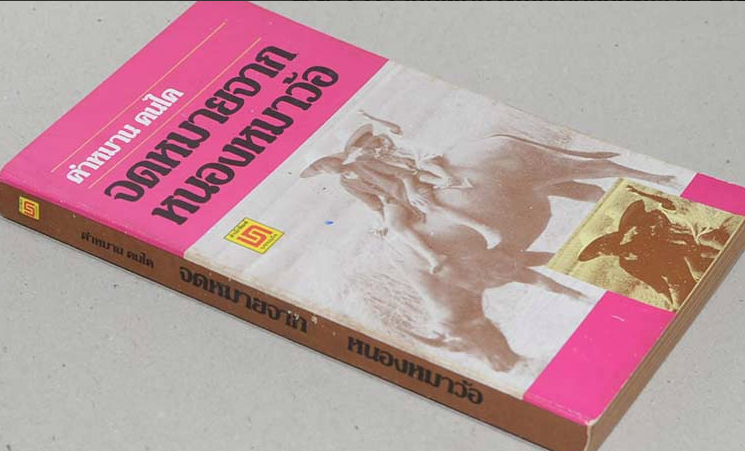 คำหมาน คนไค
จดหมายจาก
หนองหมาว้อ
คำหมาน คนไค จดหมายจาก หนองหมาว้อ